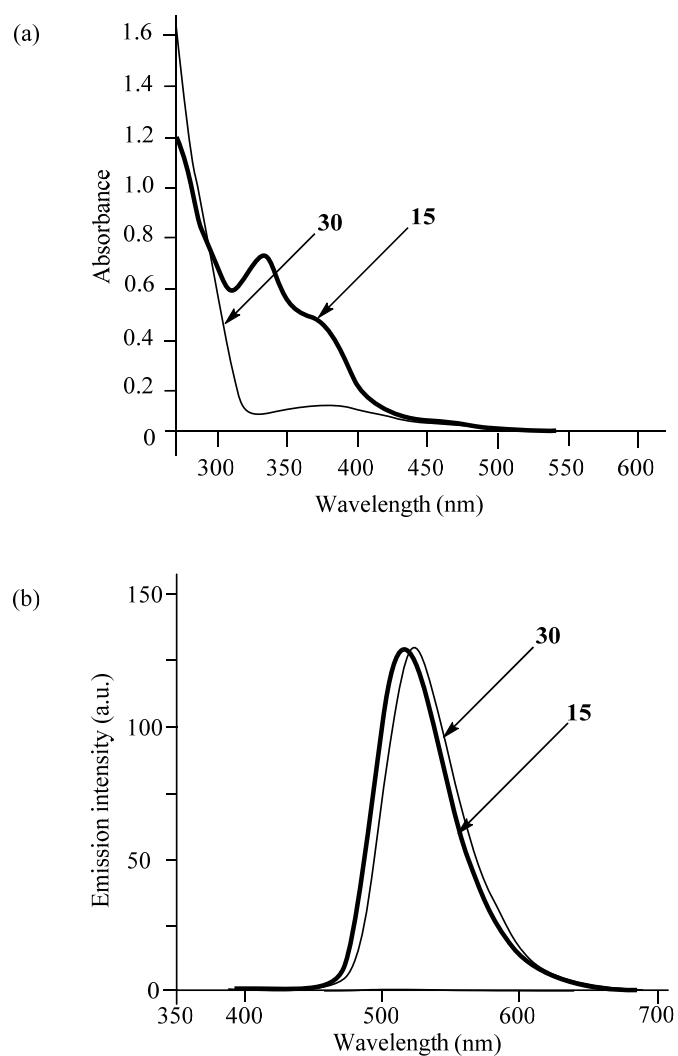 (a)
1.6
1.4
1.2
1.0
0.8
0.6
0.4
0.2
0
Absorbance
30
15
300 350 400 450 500 550 600
Wavelength (nm)
(b)
150
100
50
0
Emission intensity (a.u.)
30
15
350 400 500 600 700
Wavelength (nm)